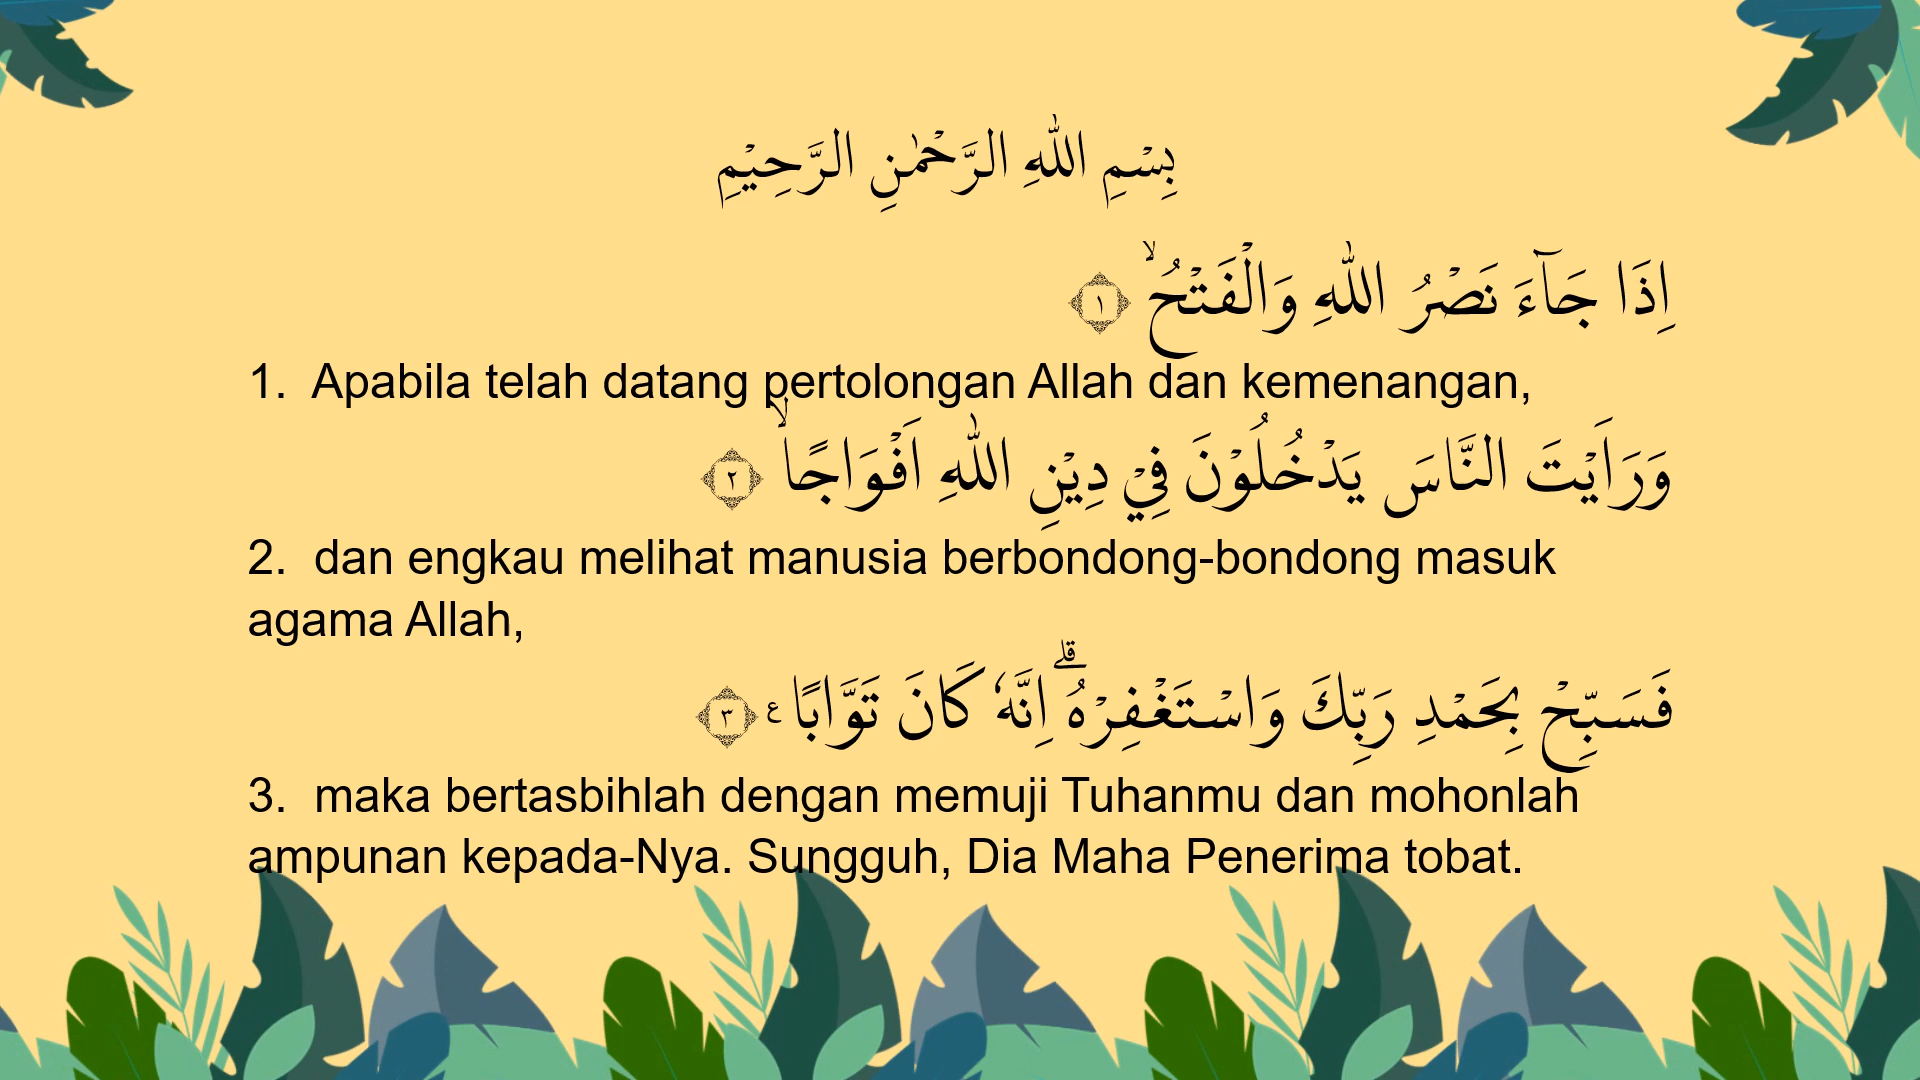 بِسْمِ اللّٰهِ الرَّحْمٰنِ الرَّحِيْمِ
اِذَا جَاۤءَ نَصْرُ اللّٰهِ وَالْفَتْحُۙ ١
1. Apabila telah datang pertolongan Allah dan kemenangan,
وَرَاَيْتَ النَّاسَ يَدْخُلُوْنَ فِيْ دِيْنِ اللّٰهِ اَفْوَاجًاۙ ٢
2. dan engkau melihat manusia berbondong-bondong masuk
agama Allah,
فَسَبِّحْ بِحَمْدِ رَبِّكَ وَاسْتَغْفِرْهُۗ اِنَّهٗ كَانَ تَوَّابًا ࣖ ٣
3. maka bertasbihlah dengan memuji Tuhanmu dan mohonlah
ampunan kepada-Nya. Sungguh, Dia Maha Penerima tobat.